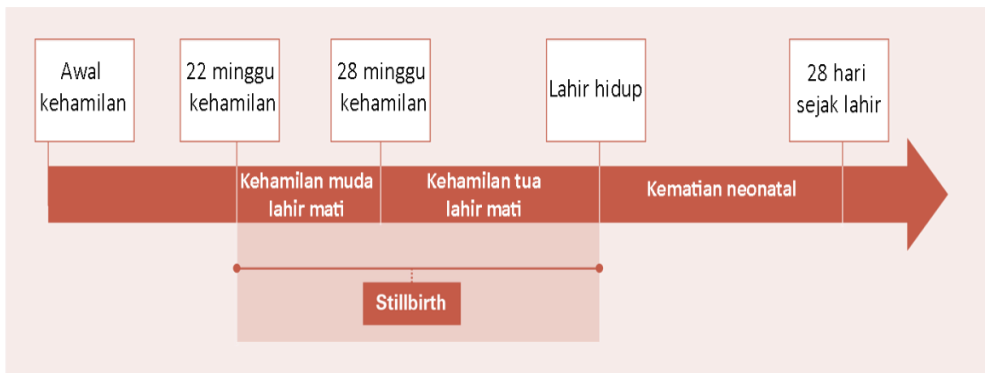 Awal
kehamilan
22 minggu
kehamilan
28 minggu
kehamilan
Lahir hidup
28 hari
sejak lahir
Kehamilan muda
lahir mati
Kehamilan tua
lahir mati
Kematian neonatal
Stillbirth